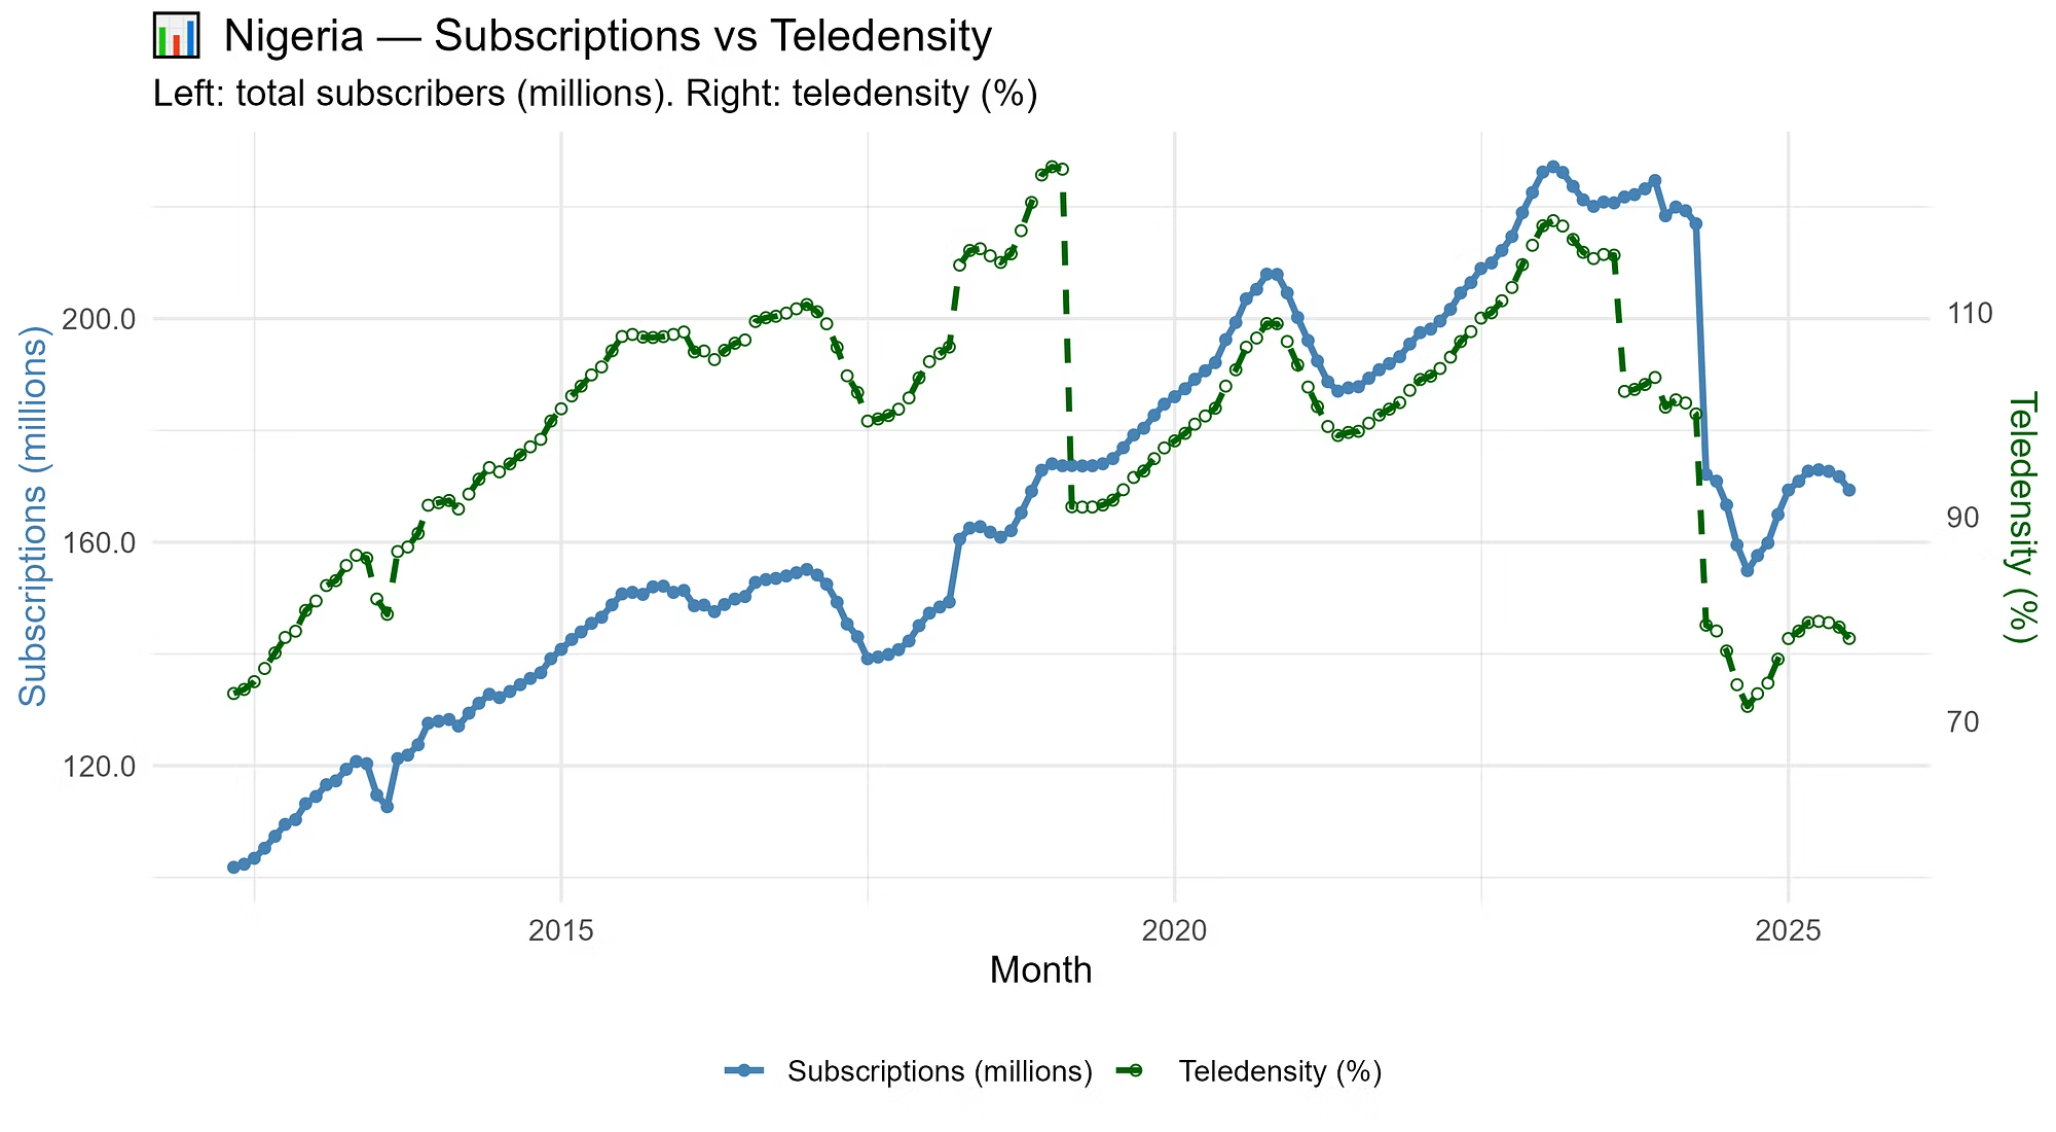 📊 Nigeria — Subscriptions vs Teledensity
Left: total subscribers (millions). Right: teledensity (%)
Subscriptions (millions)
200.0
160.0
120.0
110
90
70
Teledensity (%)
2015
2020
2025
Month
Subscriptions (millions)
Teledensity (%)